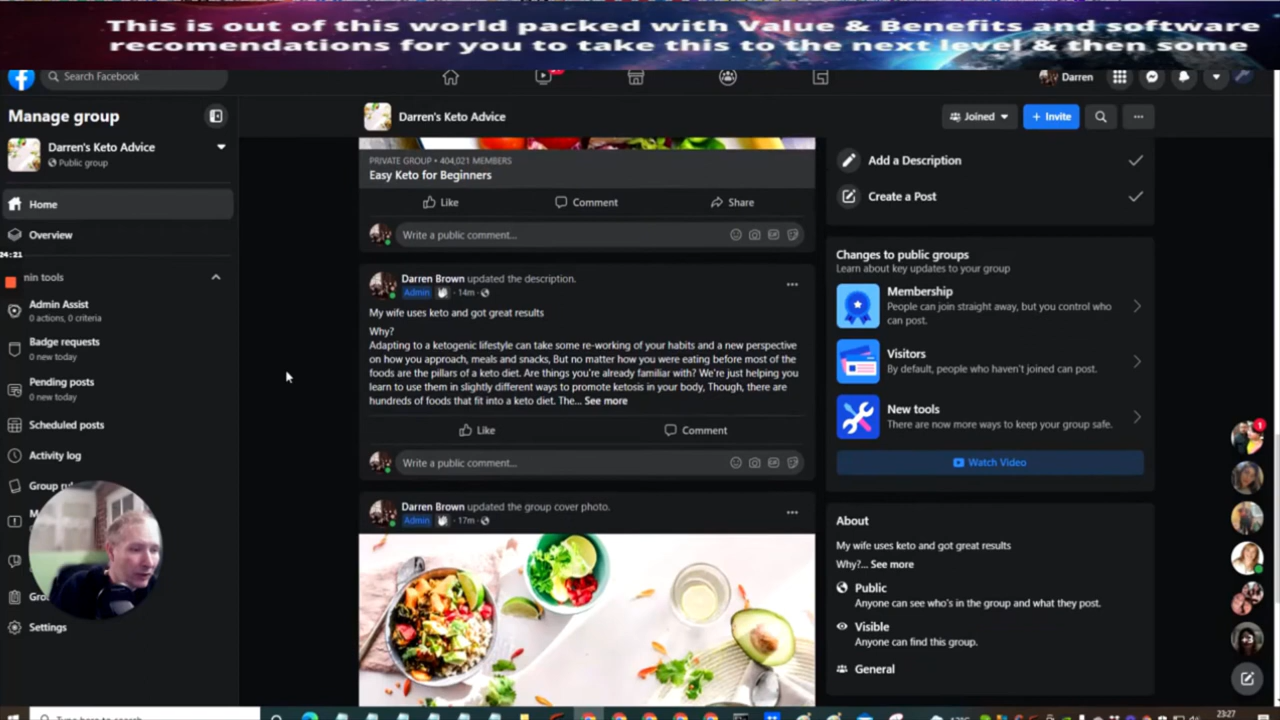 This is out of this world packed with Value & Benefits and software
recomendations for you to take this to the next level & then some
Search Facebook
Darren
Manage group
Darren's Keto Advice
Public group
Home
Overview
24:21
in tools
Admin Assist
0 actions, 0 criteria
Badge requests
0 new today
Pending posts
0 new today
Scheduled posts
Activity log
Group ru
Settings
Darren's Keto Advice
Joined
+ Invite
PRIVATE GROUP • 404,021 MEMBERS
Easy Keto for Beginners
Like
Comment
Share
Write a public comment...
Darren Brown updated the description.
Admin
14m
My wife uses keto and got great results
Why?
Adapting to a ketogenic lifestyle can take some re-working of your habits and a new perspective
on how you approach, meals and snacks, But no matter how you were eating before most of the
foods are the pillars of a keto diet. Are things you're already familiar with? We're just helping you
learn to use them in slightly different ways to promote ketosis in your body, Though, there are
hundreds of foods that fit into a keto diet. The... See more
Like
Comment
Write a public comment...
Darren Brown updated the group cover photo.
Admin
17m
Add a Description
Create a Post
Changes to public groups
Learn about key updates to your group
Membership
People can join straight away, but you control who
can post.
Visitors
By default, people who haven't joined can post.
New tools
There are now more ways to keep your group safe.
Watch Video
About
My wife uses keto and got great results
Why?... See more
Public
Anyone can see who's in the group and what they post.
Visible
Anyone can find this group.
General
1
23:27